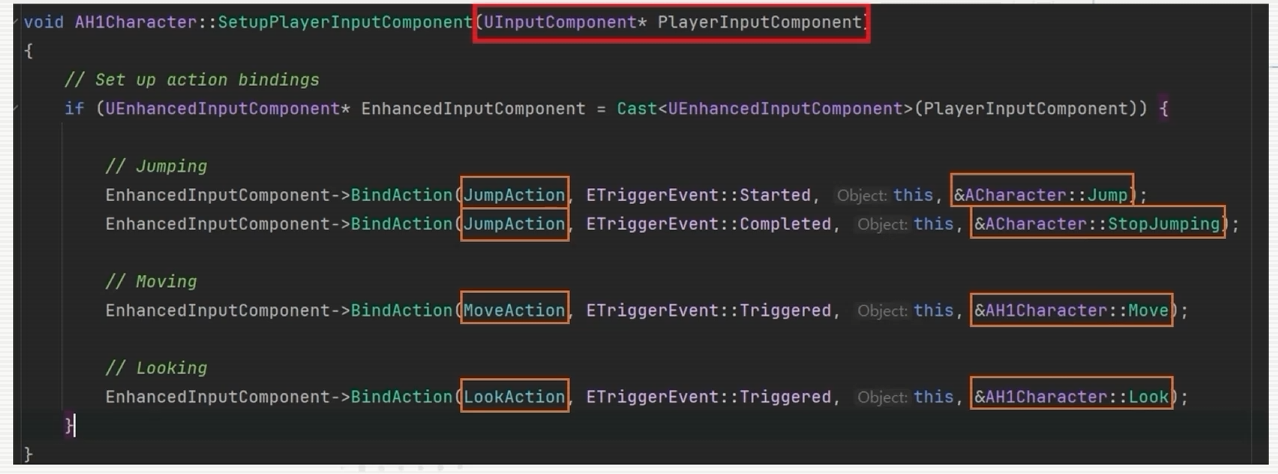 void AH1Character::SetupPlayerInputComponent(UInputComponent* PlayerInputComponent)
{
// Set up action bindings
if (UEnhancedInputComponent* EnhancedInputComponent = Cast<UEnhancedInputComponent>(PlayerInputComponent)) {
// Jumping
EnhancedInputComponent->BindAction(JumpAction, ETriggerEvent::Started, Object: this, &ACharacter::Jump);
EnhancedInputComponent->BindAction(JumpAction, ETriggerEvent::Completed, Object: this, &ACharacter::StopJumping);
// Moving
EnhancedInputComponent->BindAction(MoveAction, ETriggerEvent::Triggered, Object: this, &AH1Character::Move);
// Looking
EnhancedInputComponent->BindAction(LookAction, ETriggerEvent::Triggered, Object: this, &AH1Character::Look);
}
}